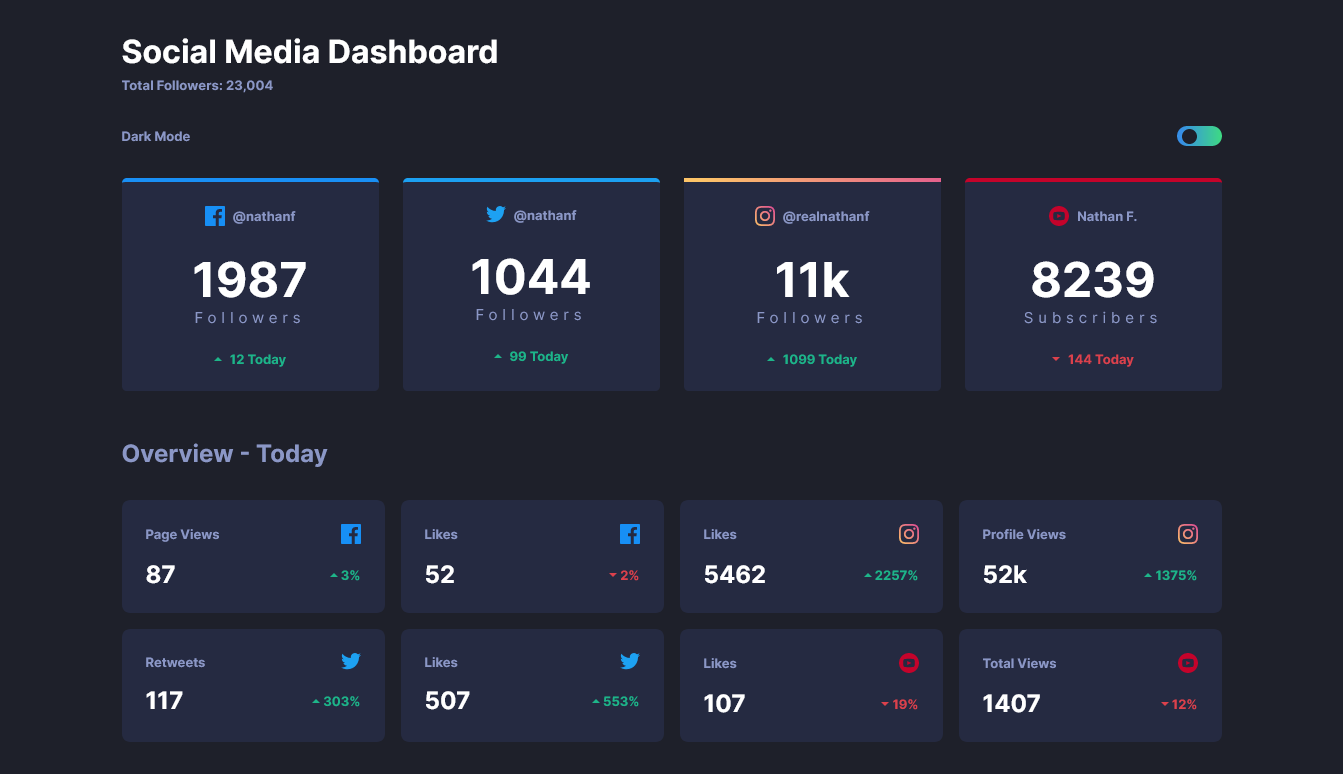 Social Media Dashboard
Total Followers: 23,004
Dark Mode
@nathanf
1987
Followers
12 Today
@nathanf
1044
Followers
99 Today
@realnathanf
11k
Followers
1099 Today
Nathan F.
8239
Subscribers
144 Today
Overview - Today
Page Views
87
3%
Likes
52
2%
Likes
5462
2257%
Profile Views
52k
1375%
Retweets
117
303%
Likes
507
553%
Likes
107
19%
Total Views
1407
12%